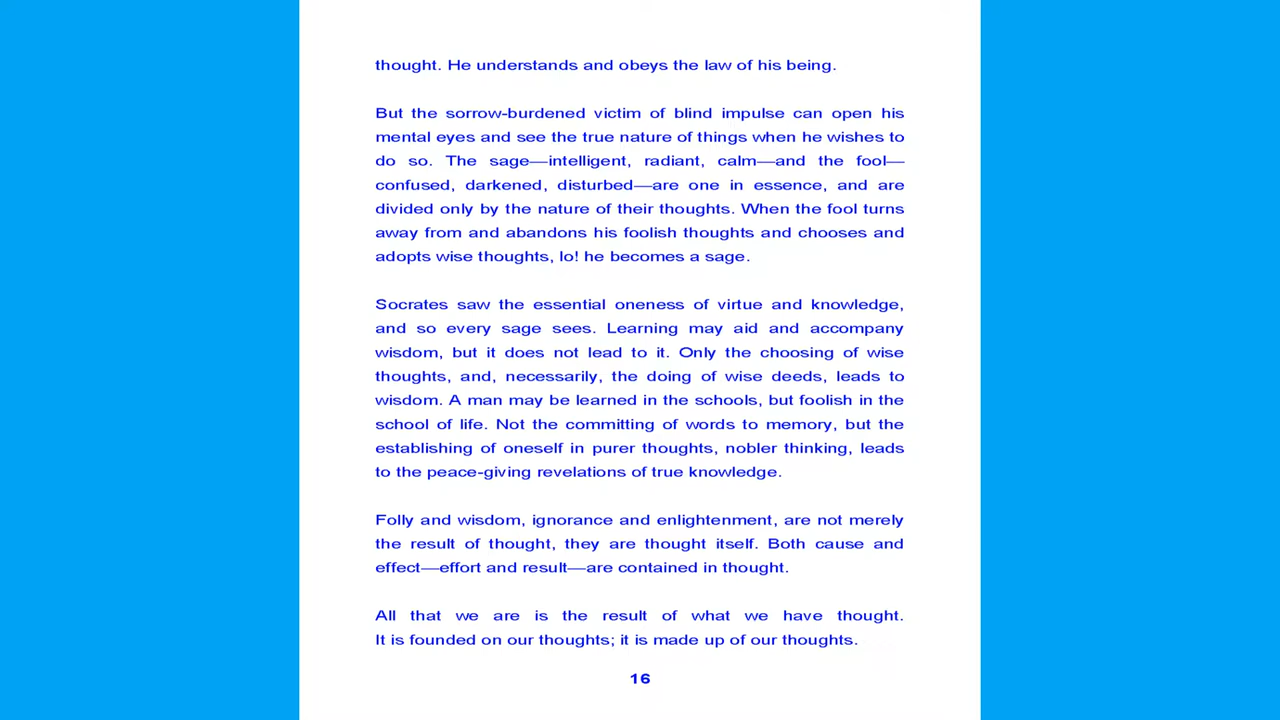 thought. He understands and obeys the law of his being.
But the sorrow-burdened victim of blind impulse can open his
mental eyes and see the true nature of things when he wishes to
do so. The sage—intelligent, radiant, calm—and the fool—
confused, darkened, disturbed—are one in essence, and are
divided only by the nature of their thoughts. When the fool turns
away from and abandons his foolish thoughts and chooses and
adopts wise thoughts, lo! he becomes a sage.
Socrates saw the essential oneness of virtue and knowledge,
and so every sage sees. Learning may aid and accompany
wisdom, but it does not lead to it. Only the choosing of wise
thoughts, and, necessarily, the doing of wise deeds, leads to
wisdom. A man may be learned in the schools, but foolish in the
school of life. Not the committing of words to memory, but the
establishing of oneself in purer thoughts, nobler thinking, leads
to the peace-giving revelations of true knowledge.
Folly and wisdom, ignorance and enlightenment, are not merely
the result of thought, they are thought itself. Both cause and
effect—effort and result—are contained in thought.
All that we are is the result of what we have thought.
It is founded on our thoughts; it is made up of our thoughts.
16